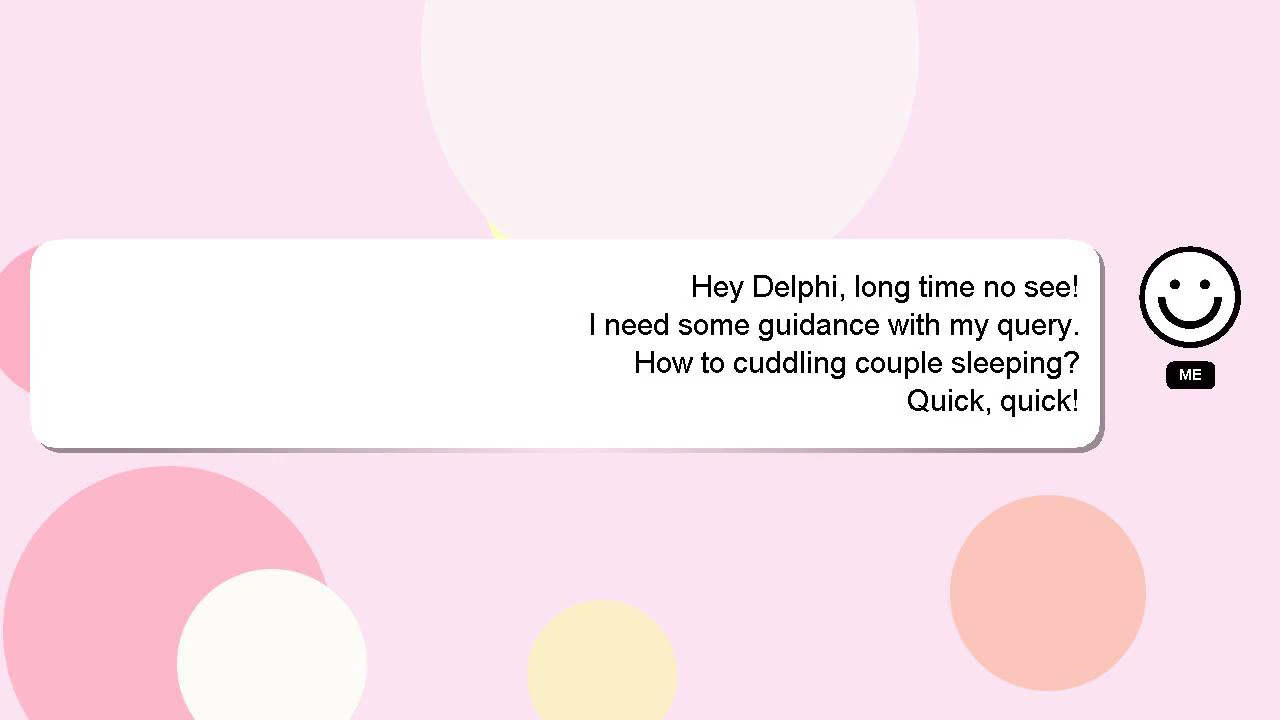 Hey Delphi, long time no see!
I need some guidance with my query.
How to cuddling couple sleeping?
Quick, quick!
ME